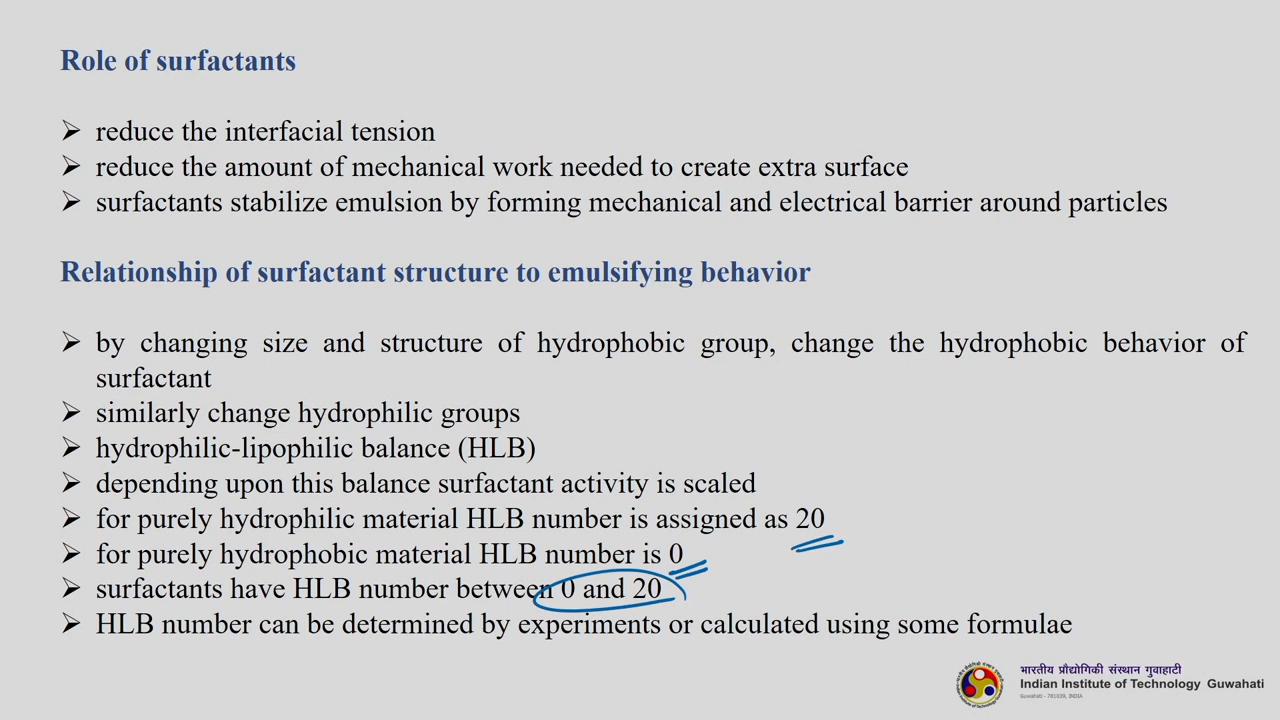 Role of surfactants
➢ reduce the interfacial tension
➢ reduce the amount of mechanical work needed to create extra surface
➢ surfactants stabilize emulsion by forming mechanical and electrical barrier around particles
Relationship of surfactant structure to emulsifying behavior
➢ by changing size and structure of hydrophobic group, change the hydrophobic behavior of
surfactant
➢ similarly change hydrophilic groups
➢ hydrophilic-lipophilic balance (HLB)
➢ depending upon this balance surfactant activity is scaled
➢ for purely hydrophilic material HLB number is assigned as 20
➢ for purely hydrophobic material HLB number is 0
➢ surfactants have HLB number between 0 and 20
➢ HLB number can be determined by experiments or calculated using some formulae
भारतीय प्रौद्योगिकी संस्थान गुवाहाटी
Indian Institute of Technology Guwahati
Guwahati - 781039, INDIA